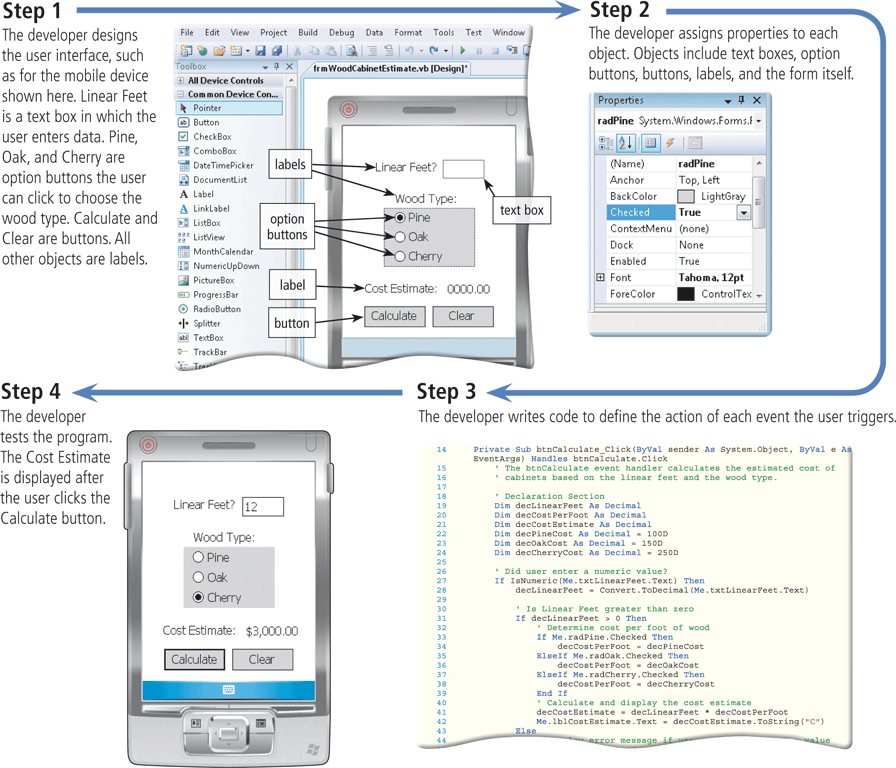 Step 1
The developer designs
the user interface, such
as for the mobile device
shown here. Linear Feet
is a text box in which the
user enters data. Pine,
Oak, and Cherry are
option buttons the user
can click to choose the
wood type. Calculate and
Clear are buttons. All
other objects are labels.
File Edit View Project Build Debug Data Format Tools Test Window
Toolbox
All Device Controls
Common Device Con...
Pointer
Button
CheckBox
ComboBox
DateTimePicker
DocumentList
Label
LinkLabel
ListBox
ListView
MonthCalendar
NumericUpDown
PictureBox
ProgressBar
RadioButton
Splitter
TextBox
TrackBar
frmWoodCabinetEstimate.vb [Design]*
labels
Linear Feet?
Wood Type:
text box
option
buttons
Pine
Oak
Cherry
label
Cost Estimate: 0000.00
button
Calculate Clear
Step 2
The developer assigns properties to each
object. Objects include text boxes, option
buttons, buttons, labels, and the form itself.
Properties
radPine System.Windows.Forms.F
(Name) radPine
Anchor Top, Left
BackColor LightGray
Checked True
ContextMenu (none)
Dock None
Enabled True
Font Tahoma, 12pt
ForeColor ControlTex
Step 3
The developer writes code to define the action of each event the user triggers.
14 Private Sub btnCalculate_Click(ByVal sender As System.Object, ByVal e As
EventArgs) Handles btnCalculate.Click
15 ' The btnCalculate event handler calculates the estimated cost of
16 ' cabinets based on the linear feet and the wood type.
17
18 ' Declaration Section
19 Dim decLinearFeet As Decimal
20 Dim decCostPerFoot As Decimal
21 Dim decCostEstimate As Decimal
22 Dim decPineCost As Decimal = 100D
23 Dim decOakCost As Decimal = 150D
24 Dim decCherryCost As Decimal = 250D
25
26 ' Did user enter a numeric value?
27 If IsNumeric(Me.txtLinearFeet.Text) Then
28 decLinearFeet = Convert.ToDecimal(Me.txtLinearFeet.Text)
29
30 ' Is Linear Feet greater than zero
31 If decLinearFeet > 0 Then
32 ' Determine cost per foot of wood
33 If Me.radPine.Checked Then
34 decCostPerFoot = decPineCost
35 ElseIf Me.radOak.Checked Then
36 decCostPerFoot = decOakCost
37 ElseIf Me.radCherry.Checked Then
38 decCostPerFoot = decCherryCost
39 End If
40 ' Calculate and display the cost estimate
41 decCostEstimate = decLinearFeet * decCostPerFoot
42 Me.lblCostEstimate.Text = decCostEstimate.ToString("C")
43 Else
44 error message if value
Step 4
The developer
tests the program.
The Cost Estimate
is displayed after
the user clicks the
Calculate button.
Linear Feet? 12
Wood Type:
Pine
Oak
Cherry
Cost Estimate: $3,000.00
Calculate Clear